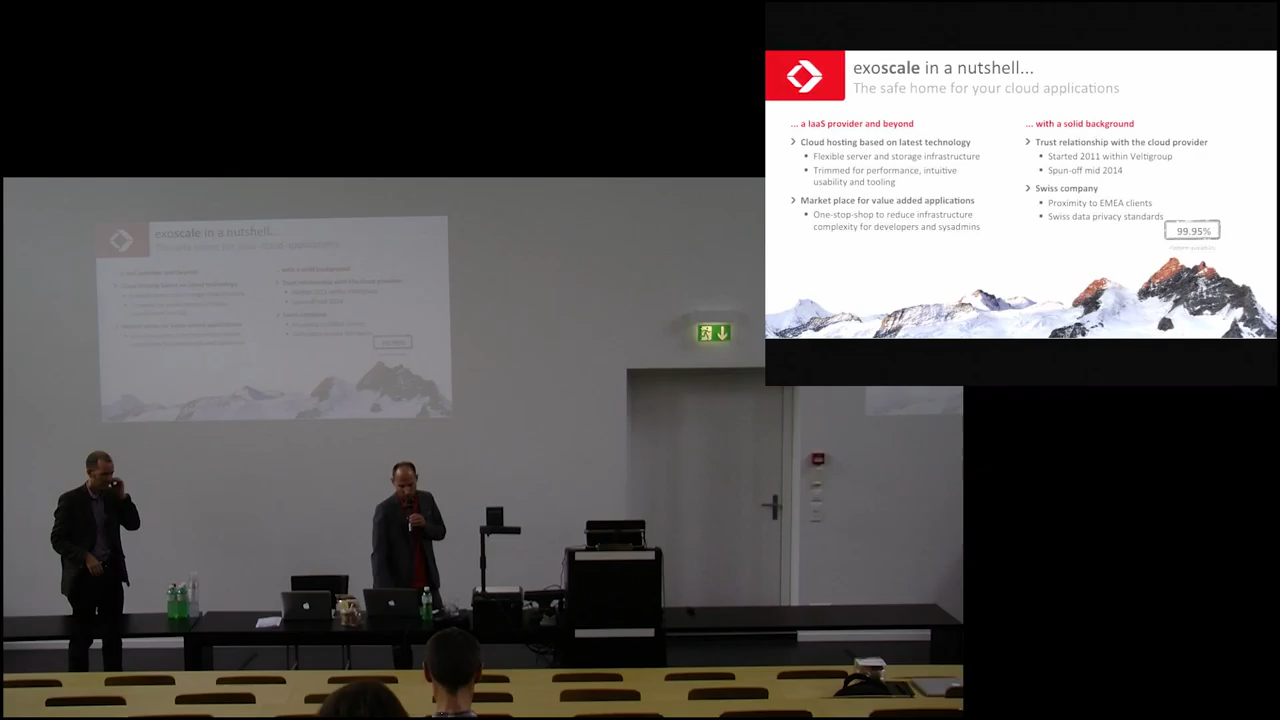 exoscale in a nutshell...
The safe home for your cloud applications
... a IaaS provider and beyond
Cloud hosting based on latest technology
Flexible server and storage infrastructure
Trimmed for performance, intuitive
usability and tooling
Market place for value added applications
One-stop-shop to reduce infrastructure
complexity for developers and sysadmins
... with a solid background
Trust relationship with the cloud provider
Started 2011 within Veltigroup
Spun-off mid 2014
Swiss company
Proximity to EMEA clients
Swiss data privacy standards
99.95%
exoscale in a nutshell...